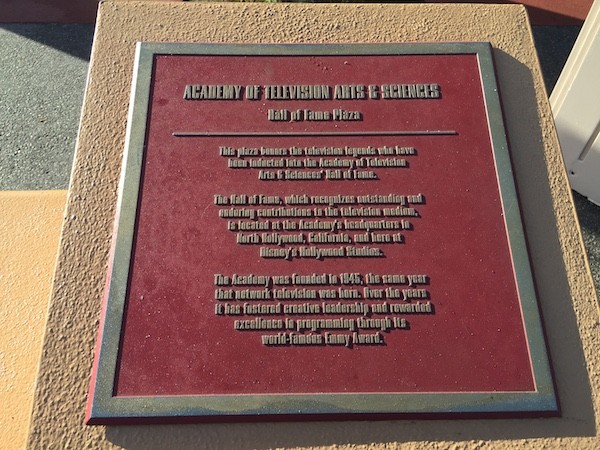 ACADEMY OF TELEVISION ARTS & SCIENCES
Hall of Fame Plaza
This plaza honors the television legends who have
been inducted into the Academy of Television
Arts & Sciences' Hall of Fame.
The Hall of Fame, which recognizes outstanding and
enduring contributions to the television medium,
is located at the Academy's headquarters in
North Hollywood, California, and here at
Disney's Hollywood Studios.
The Academy was founded in 1945, the same year
that network television was born. Over the years
it has fostered creative leadership and rewarded
excellence in programming through its
world-famous Emmy Award.